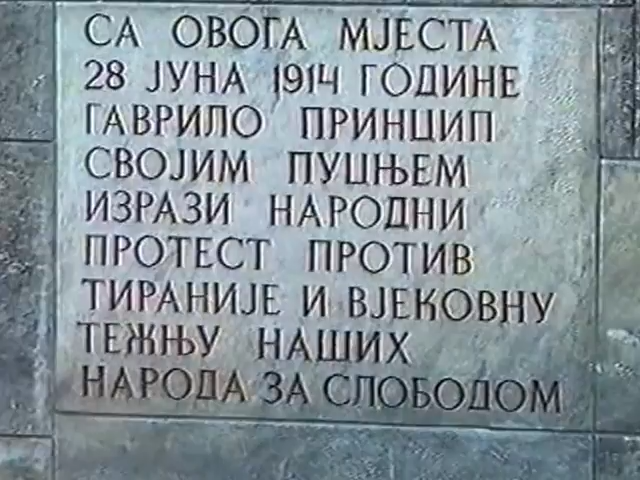 СА ОВОГА МЈЕСТА
28 ЈУНА 1914 ГОДИНЕ
ГАВРИЛО ПРИНЦИП
СВОЈИМ ПУЦЊЕМ
ИЗРАЗИ НАРОДНИ
ПРОТЕСТ ПРОТИВ
ТИРАНИЈЕ И ВЈЕКОВНУ
ТЕЖЊУ НАШИХ
НАРОДА ЗА СЛОБОДОМ